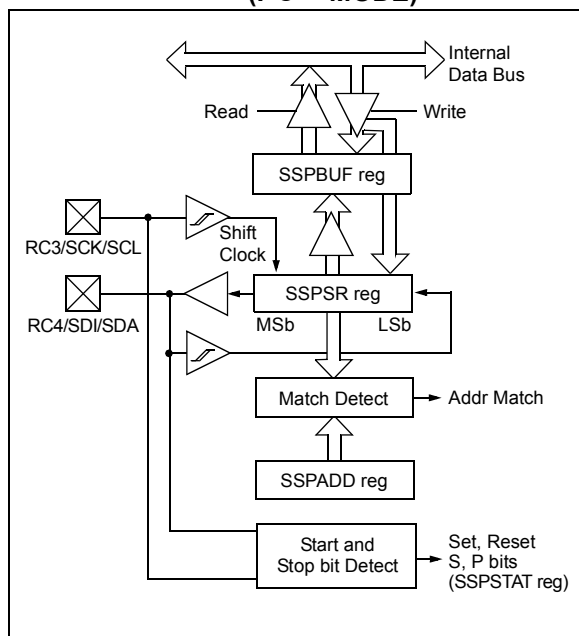 MODE)
Internal
Data Bus
Read
Write
SSPBUF reg
RC3/SCK/SCL
Shift
Clock
SSPSR reg
MSb
LSb
RC4/SDI/SDA
Match Detect
Addr Match
SSPADD reg
Start and
Stop bit Detect
Set, Reset
S, P bits
(SSPSTAT reg)